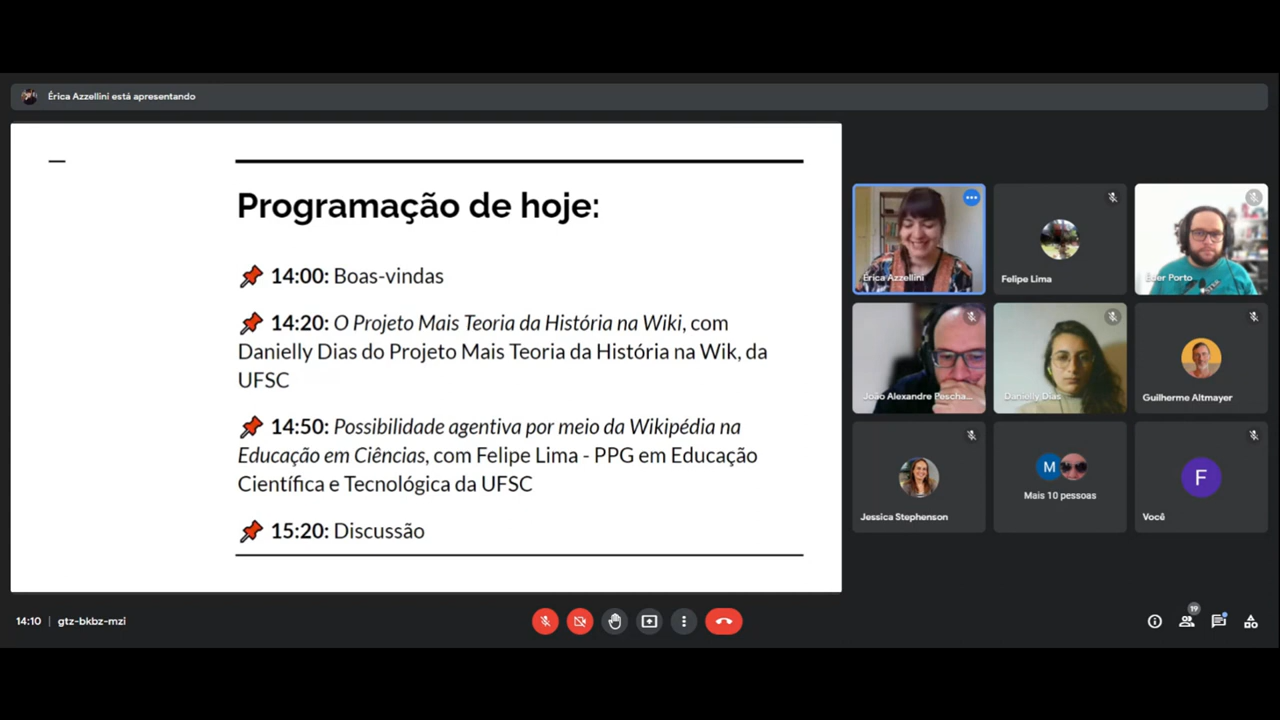 Érica Azzellini está apresentando
Programação de hoje:
14:00: Boas-vindas
14:20: O Projeto Mais Teoria da História na Wiki, com
Danielly Dias do Projeto Mais Teoria da História na Wik, da
UFSC
14:50: Possibilidade agentiva por meio da Wikipédia na
Educação em Ciências, com Felipe Lima - PPG em Educação
Científica e Tecnológica da UFSC
15:20: Discussão
Érica Azzellini
Felipe Lima
Éder Porto
João Alexandre Pescha...
Danielly Dias
Guilherme Altmayer
Jessica Stephenson
M
Mais 10 pessoas
F
Você
14:10 | gtz-bkbz-mzi
19